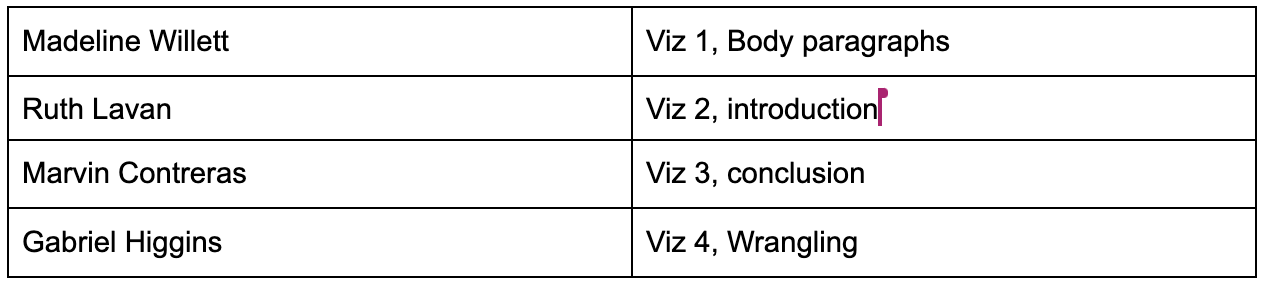 Madeline Willett Viz 1, Body paragraphs
Ruth Lavan Viz 2, introduction
Marvin Contreras Viz 3, conclusion
Gabriel Higgins Viz 4, Wrangling